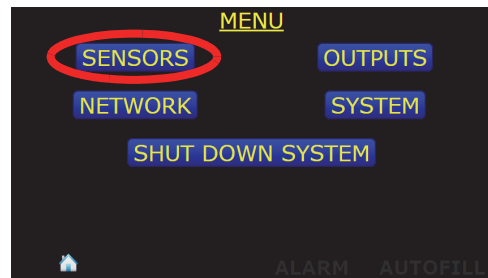 MENU
SENSORS OUTPUTS
NETWORK SYSTEM
SHUT DOWN SYSTEM
ALARM AUTOFILL